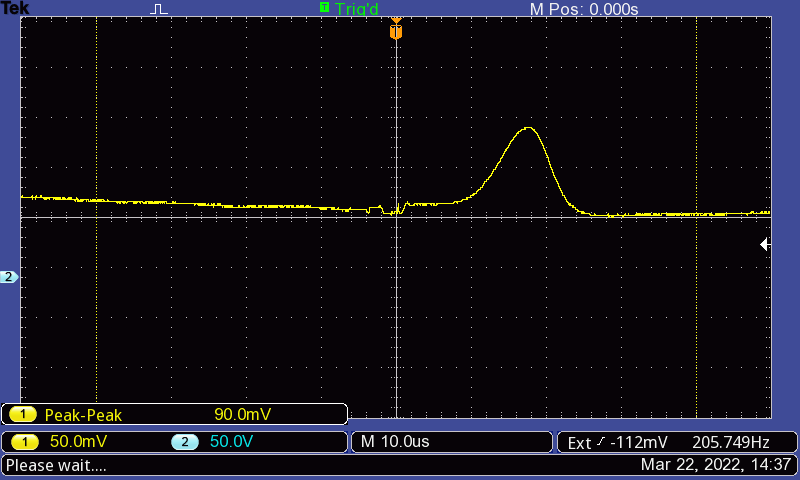 Tek T Trig'd M Pos: 0.000s
T
2
1 Peak-Peak 90.0mV
1 50.0mV 2 50.0V M 10.0us Ext -112mV 205.749Hz
Please wait.... Mar 22, 2022, 14:37